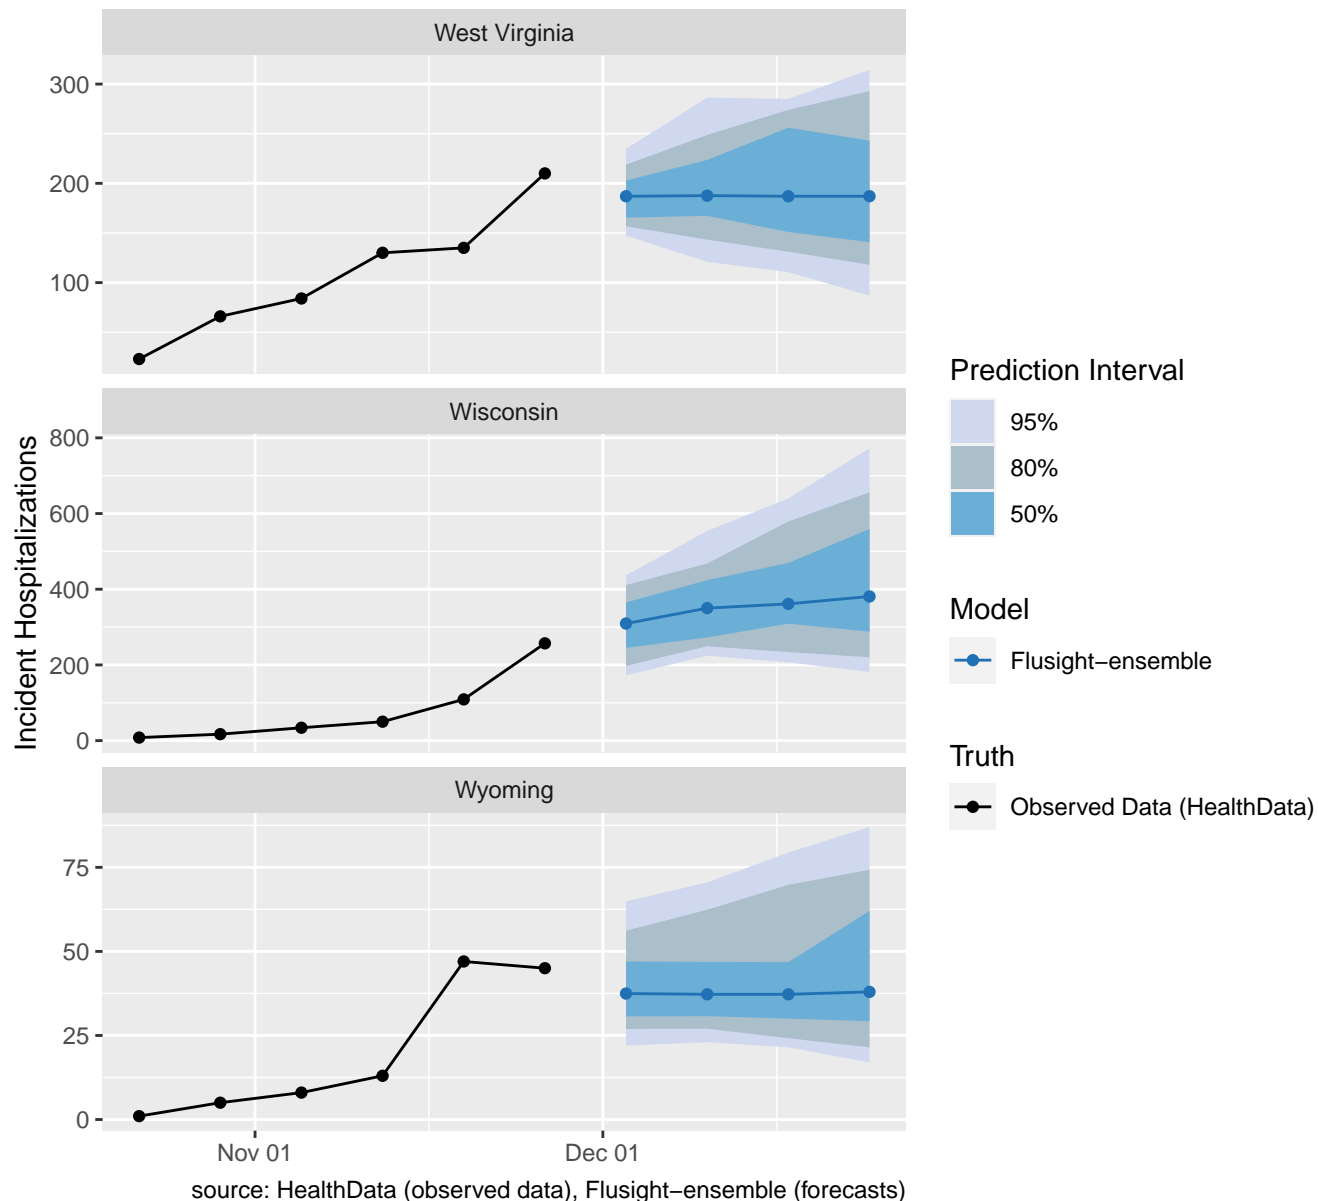 West Virginia
300
200
100
Wisconsin
800
600
400
200
0
Wyoming
75
50
25
0
Nov 01
Dec 01
Incident Hospitalizations
source: HealthData (observed data), Flusight−ensemble (forecasts)
Prediction Interval
95%
80%
50%
Model
Flusight−ensemble
Truth
Observed Data (HealthData)